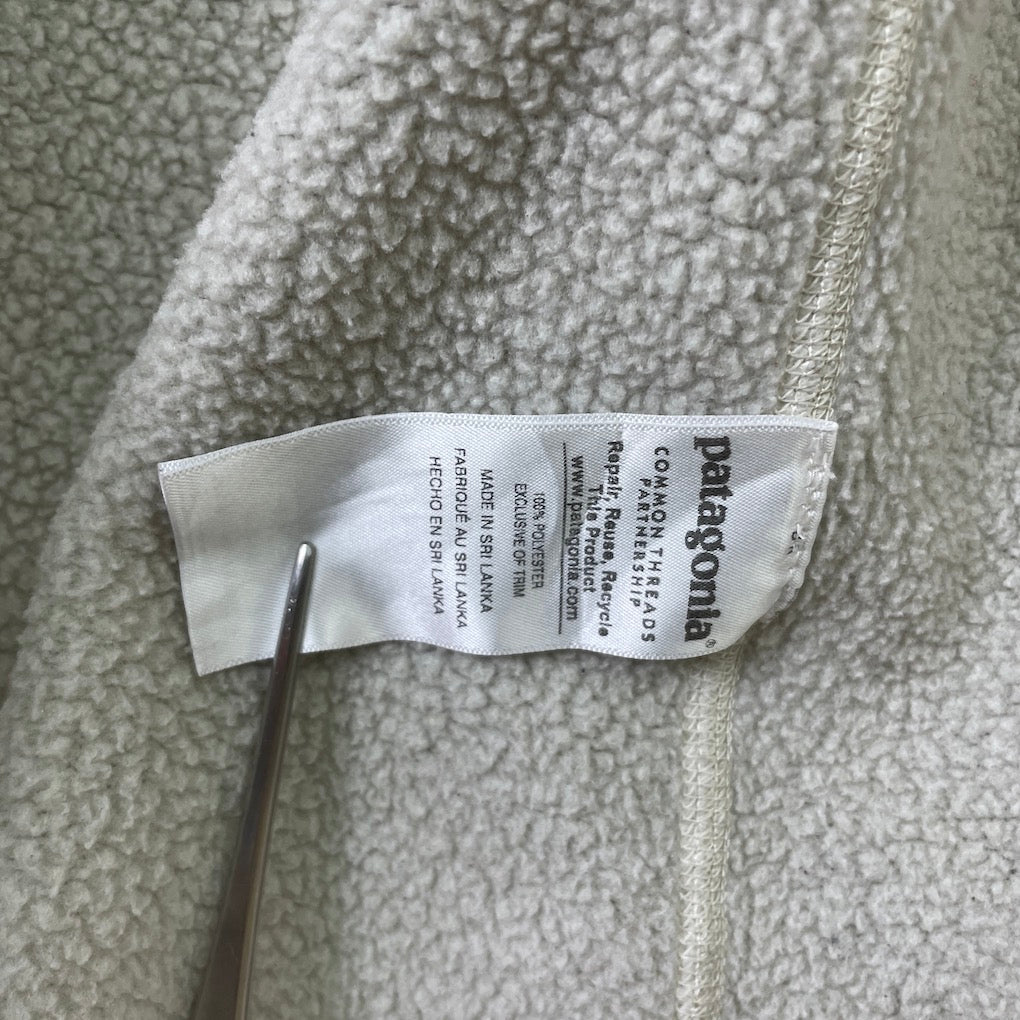 patagonia®
COMMON THREADS
PARTNERSHIP
Repair, Reuse, Recycle
This Product
www.patagonia.com
100% POLYESTER
EXCLUSIVE OF TRIM
MADE IN SRI LANKA
FABRIQUÉ AU SRI LANKA
HECHO EN SRI LANKA